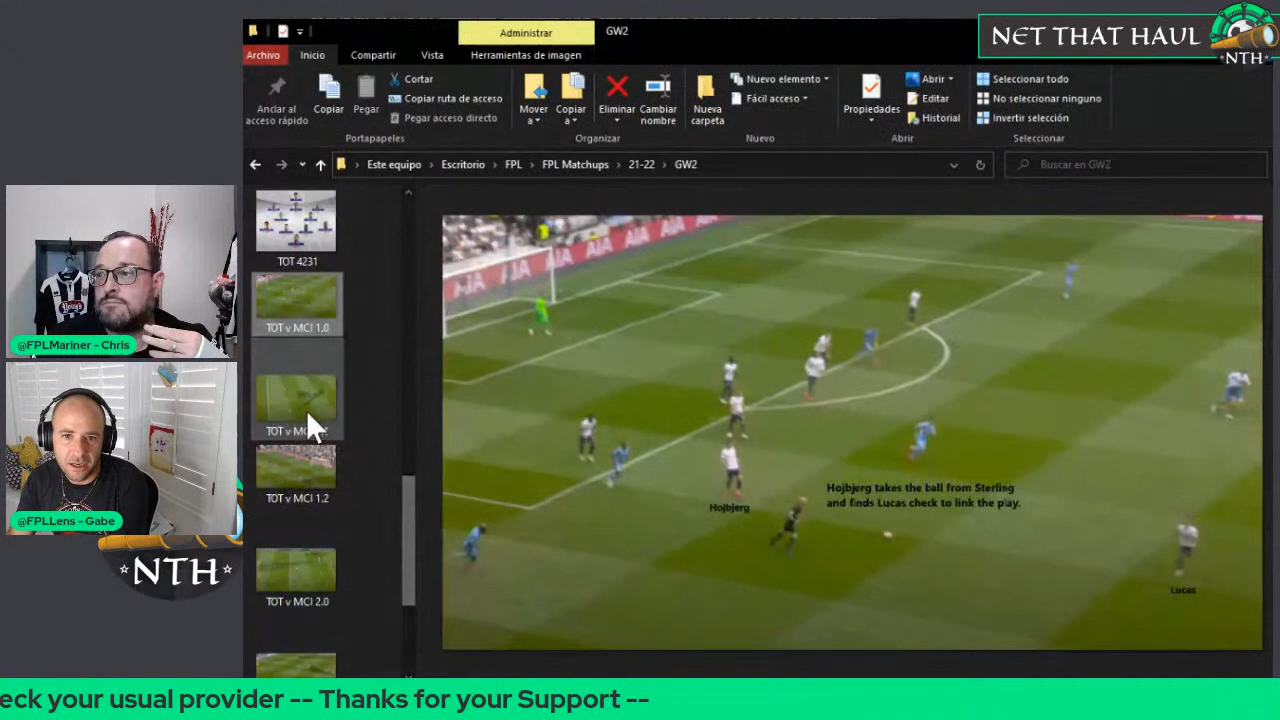 Administrar
GW2
NET THAT HAUL
NTH
Archivo
Inicio
Compartir
Vista
Herramientas de imagen
Anclar al
acceso rápido
Copiar
Pegar
Cortar
Copiar ruta de acceso
Pegar acceso directo
Portapapeles
Mover
a
Copiar
a
Eliminar
Cambiar
nombre
Organizar
Nueva
carpeta
Nuevo elemento
Fácil acceso
Nuevo
Propiedades
Abrir
Editar
Historial
Abrir
Seleccionar todo
No seleccionar ninguno
Invertir selección
Seleccionar
Este equipo > Escritorio > FPL > FPL Matchups > 21-22 > GW2
Buscar en GW2
TOT 4231
TOT v MCI 1.0
TOT v MC
TOT v MCI 1.2
TOT v MCI 2.0
AIA
AIA
AIA
AIA
AIA
Hojbjerg takes the ball from Sterling
and finds Lucas check to link the play.
Hojbjerg
Lucas
@FPLMariner - Chris
@FPLLens - Gabe
NTH
eck your usual provider -- Thanks for your Support --